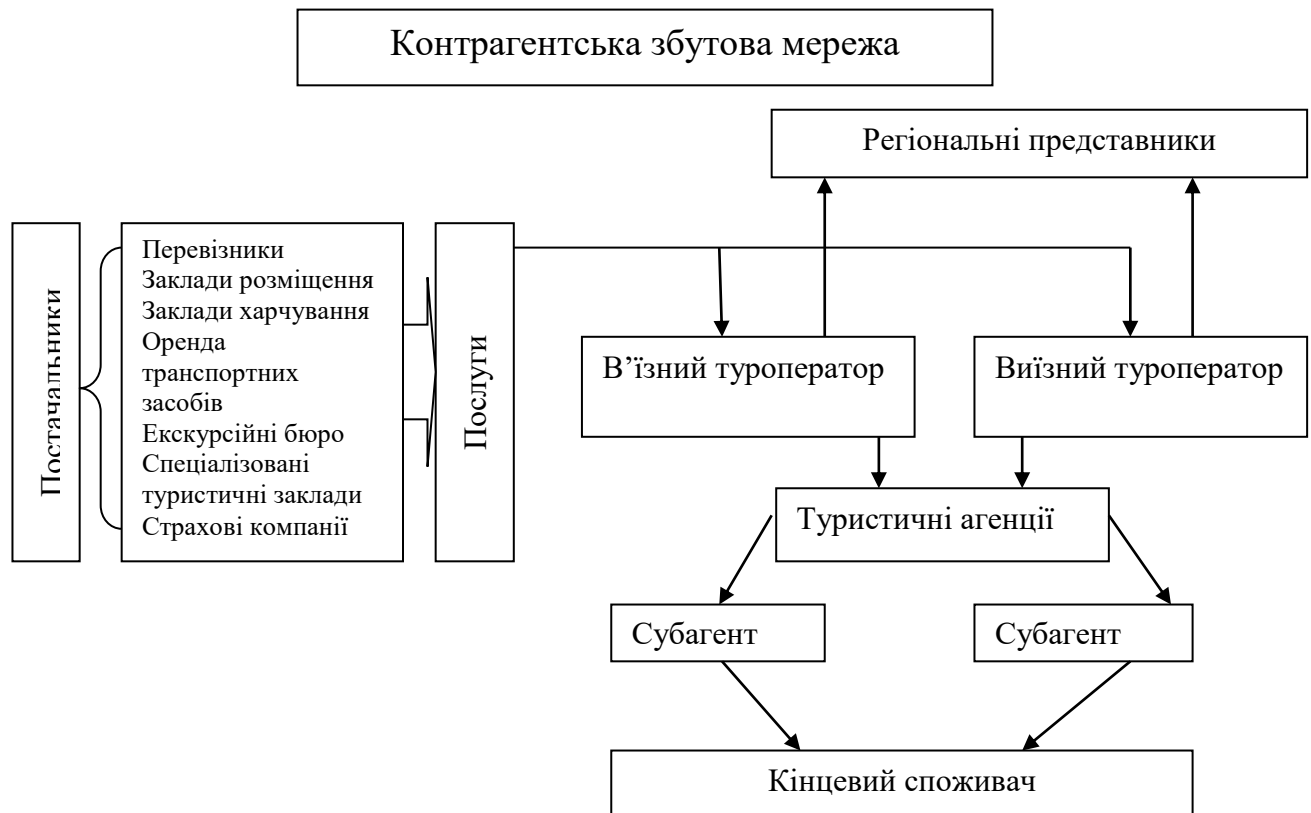 Контрагентська збутова мережа
Регіональні представники
Постачальники
Перевізники
Заклади розміщення
Заклади харчування
Оренда
транспортних
засобів
Екскурсійні бюро
Спеціалізовані
туристичні заклади
Страхові компанії
Послуги
В’їзний туроператор
Виїзний туроператор
Туристичні агенції
Субагент
Субагент
Кінцевий споживач